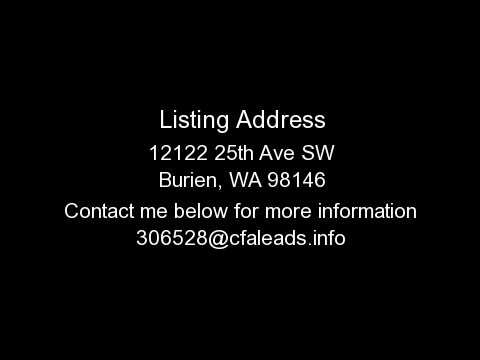 Listing Address
12122 25th Ave SW
Burien, WA 98146
Contact me below for more information
306528@cfaleads.info